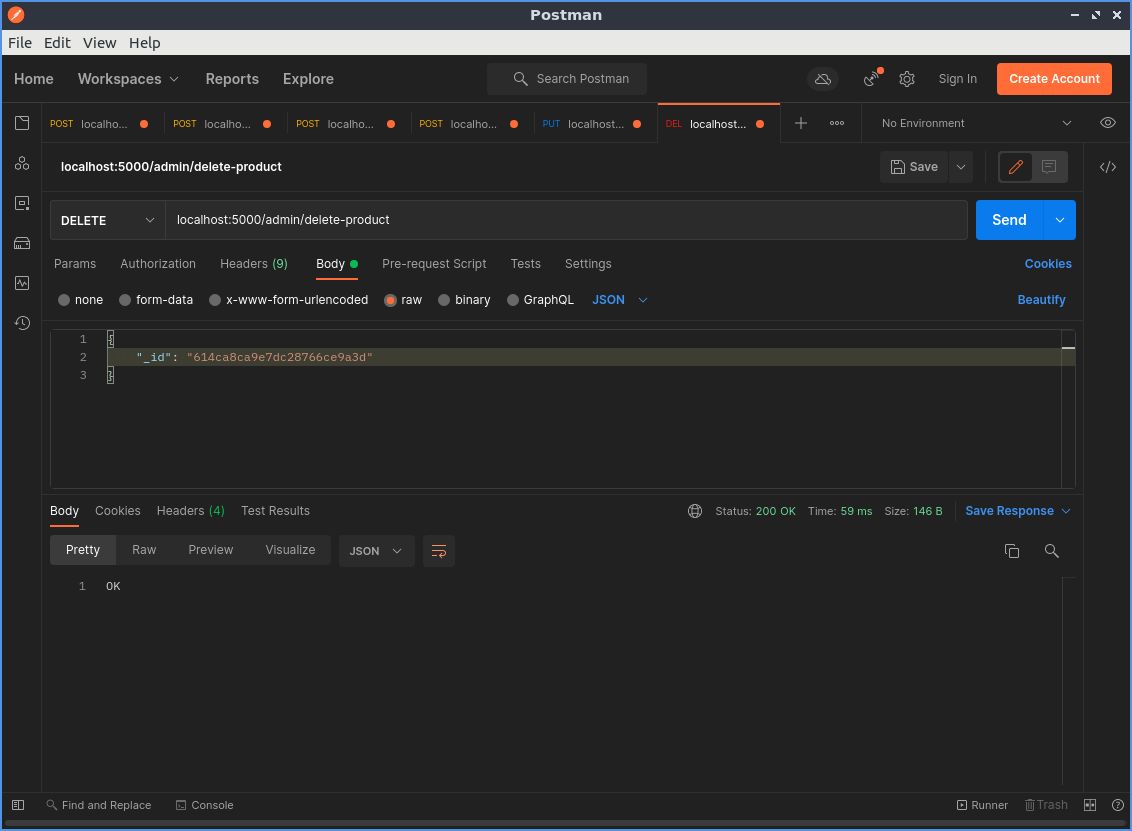 Postman
File Edit View Help
Home Workspaces Reports Explore Search Postman Sign In Create Account
POST localho... POST localho... POST localho... POST localho... PUT localhost... DEL localhost... No Environment
localhost:5000/admin/delete-product Save
DELETE localhost:5000/admin/delete-product Send
Params Authorization Headers (9) Body Pre-request Script Tests Settings Cookies
none form-data x-www-form-urlencoded raw binary GraphQL JSON Beautify
1 {
2 "_id": "614ca8ca9e7dc28766ce9a3d"
3 }
Body Cookies Headers (4) Test Results Status: 200 OK Time: 59 ms Size: 146 B Save Response
Pretty Raw Preview Visualize JSON
1 OK
Find and Replace Console Runner Trash